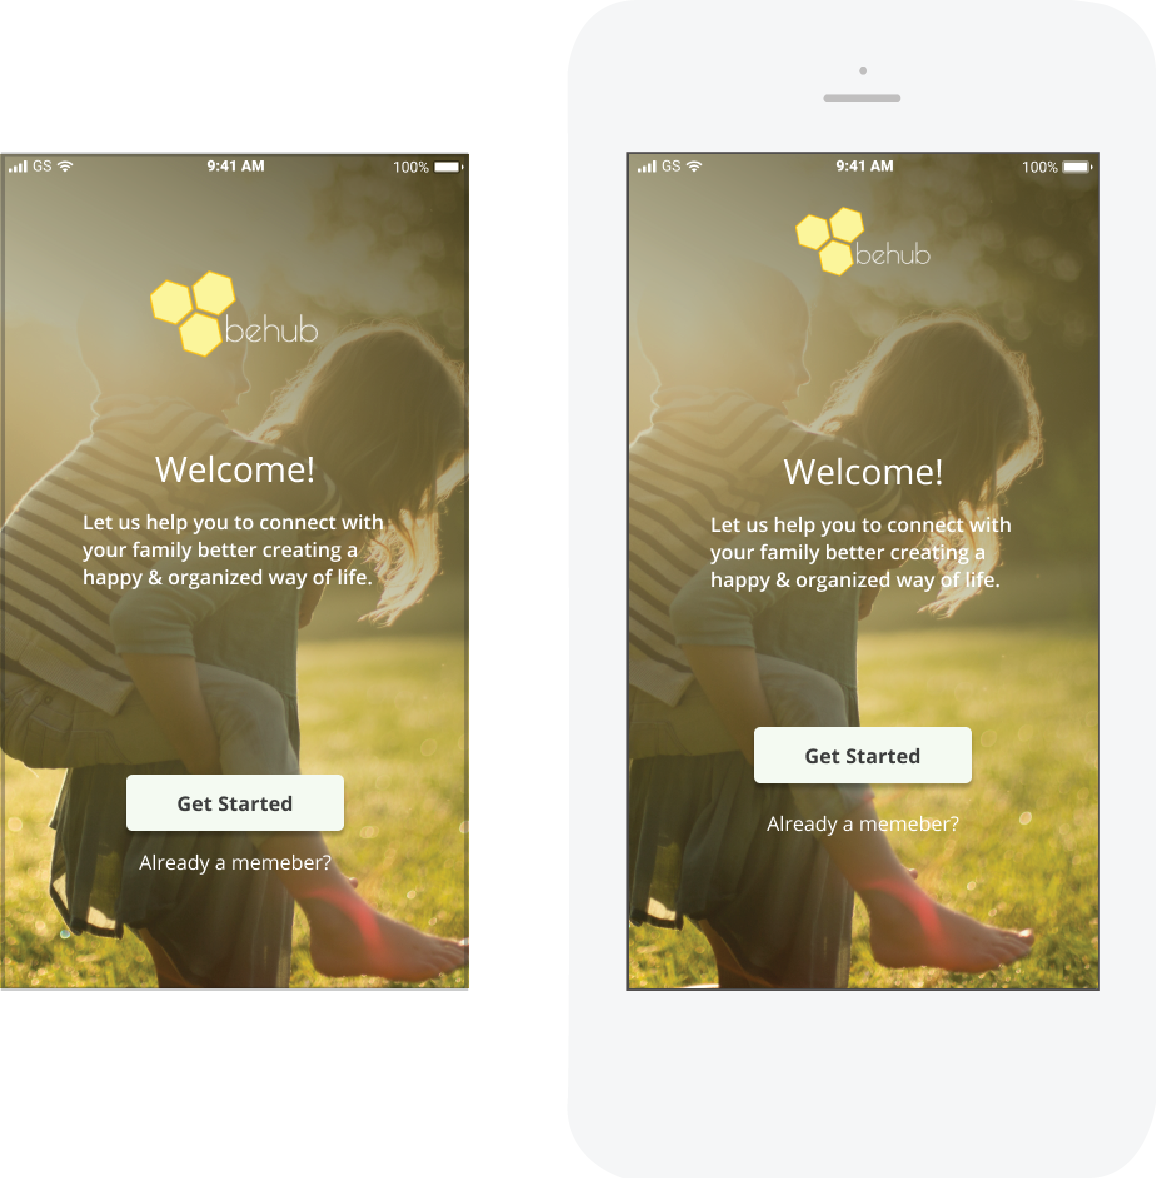 GS 9:41 AM 100%
behub
Welcome!
Let us help you to connect with
your family better creating a
happy & organized way of life.
Get Started
Already a memeber?
GS 9:41 AM 100%
behub
Welcome!
Let us help you to connect with
your family better creating a
happy & organized way of life.
Get Started
Already a memeber?